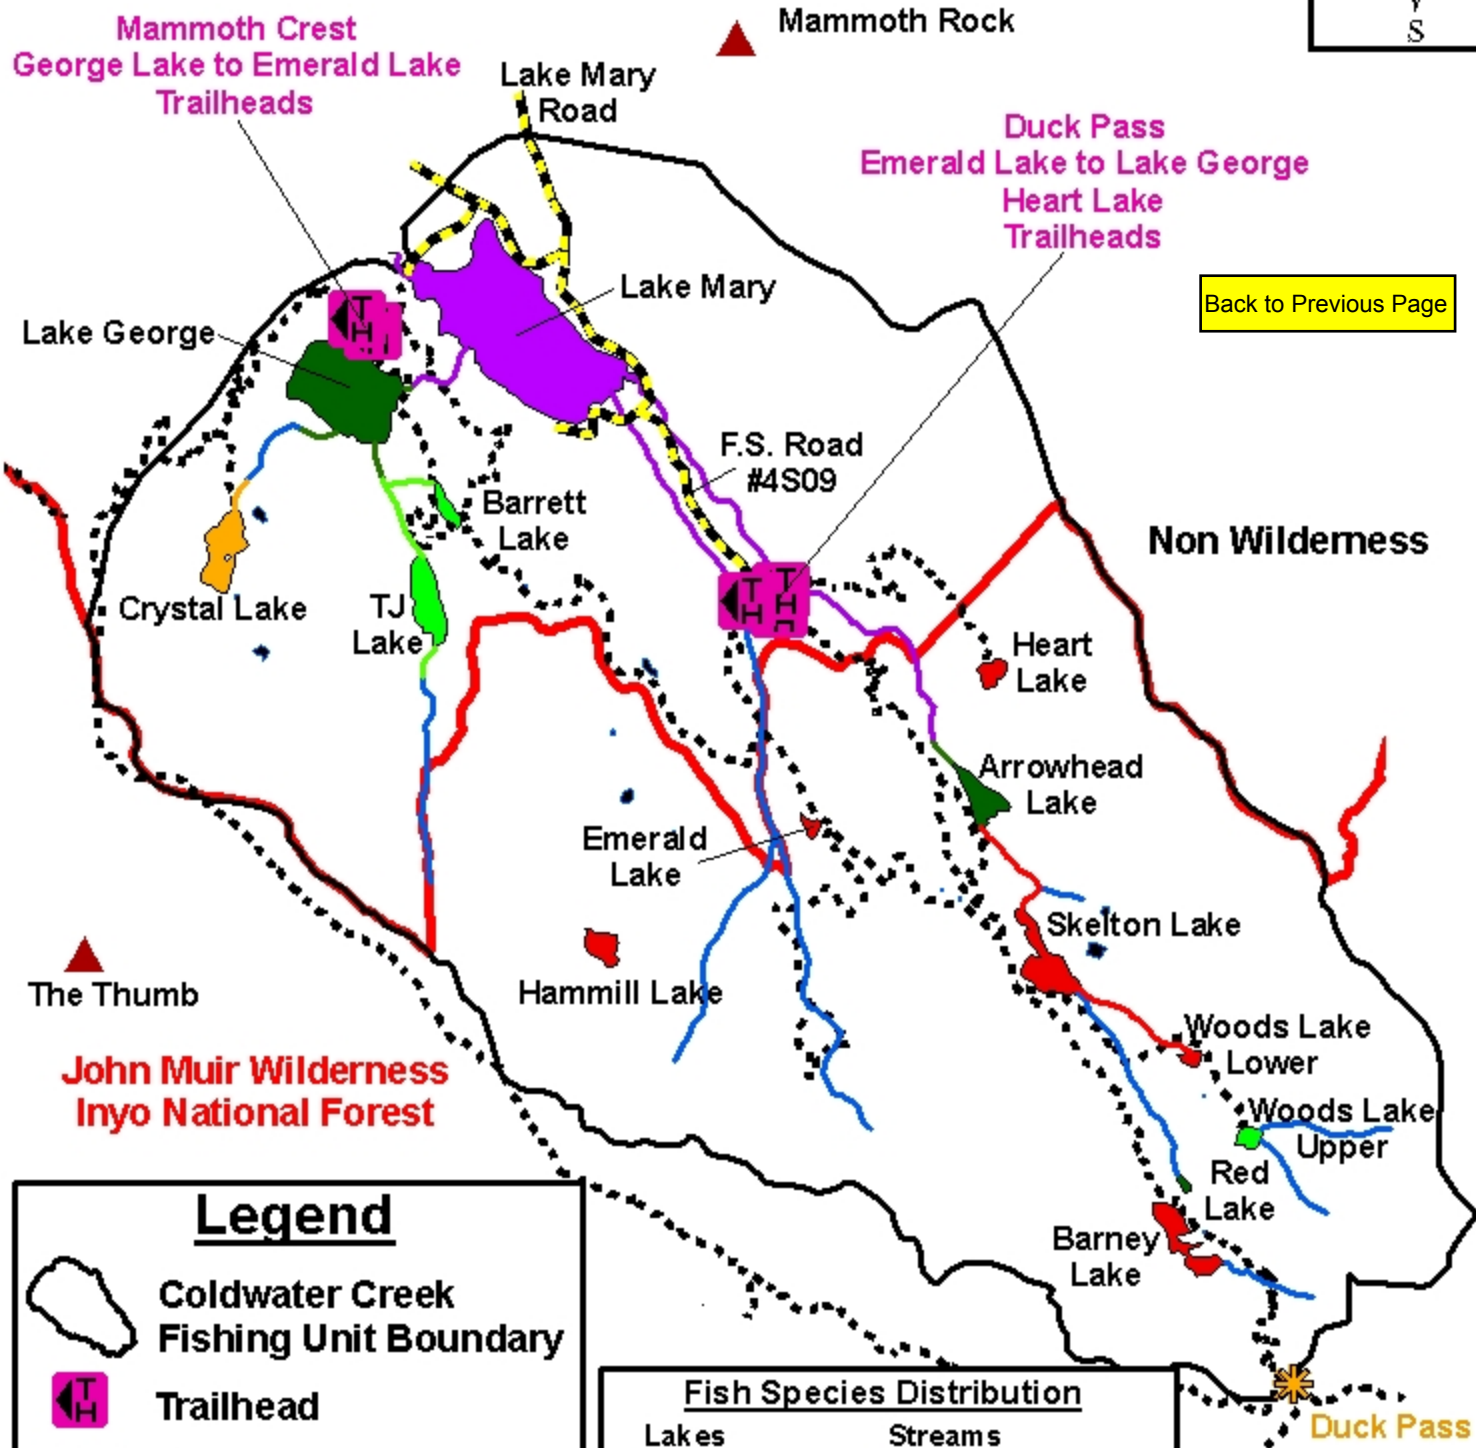 Mammoth Crest
George Lake to Emerald Lake
Trailheads
Mammoth Rock
S
Lake Mary
Road
Duck Pass
Emerald Lake to Lake George
Heart Lake
Trailheads
Back to Previous Page
Lake Mary
Lake George
T
H
F.S. Road
#4S09
Barrett
Lake
Non Wilderness
Crystal Lake
TJ
Lake
T
H
T
H
Heart
Lake
Arrowhead
Lake
Emerald
Lake
Skelton Lake
Hammill Lake
The Thumb
Woods Lake
Lower
John Muir Wilderness
Inyo National Forest
Woods Lake
Upper
Red
Lake
Barney
Lake
Legend
Coldwater Creek
Fishing Unit Boundary
T
H
Trailhead
Fish Species Distribution
Lakes Streams
Duck Pass